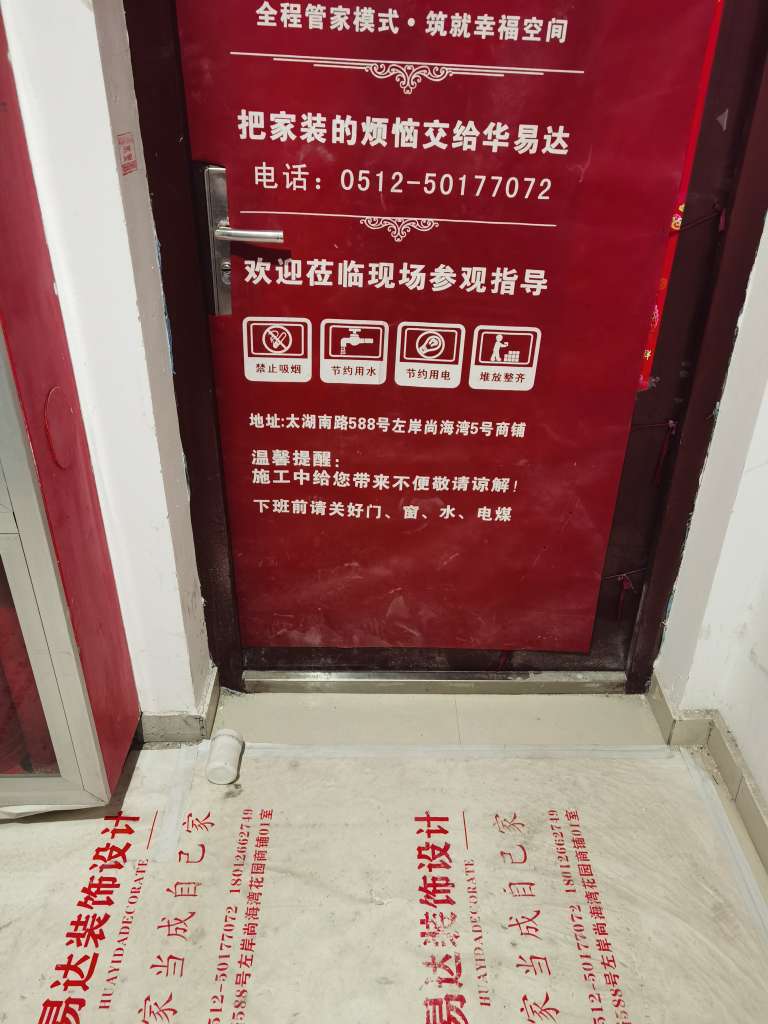 全程管家模式·筑就幸福空间
把家装的烦恼交给华易达
电话：0512-50177072
欢迎莅临现场参观指导
禁止吸烟
节约用水
节约用电
堆放整齐
地址:太湖南路588号左岸尚海湾5号商铺
温馨提醒：
施工中给您带来不便敬请谅解！
下班前请关好门、窗、水、电煤
易达装饰设计
HUAYIDADECORATE
家当成自己家
512-50177072 18012662749
588号左岸尚海湾花园商铺01室
易达装饰设计
HUAYIDADECORATE
家当成自己家
512-50177072 18012662749
588号左岸尚海湾花园商铺01室